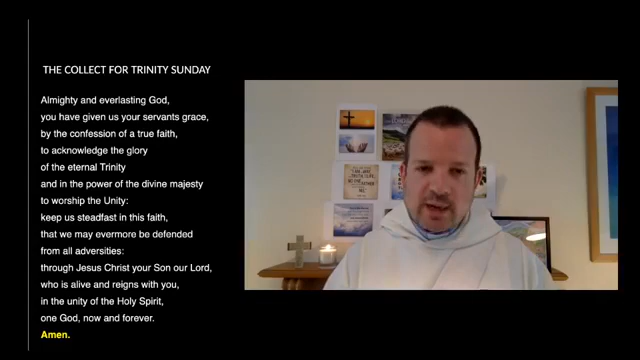 THE COLLECT FOR TRINITY SUNDAY
Almighty and everlasting God,
you have given us your servants grace,
by the confession of a true faith,
to acknowledge the glory
of the eternal Trinity
and in the power of the divine majesty
to worship the Unity:
keep us steadfast in this faith,
that we may evermore be defended
from all adversities:
through Jesus Christ your Son our Lord,
who is alive and reigns with you,
in the unity of the Holy Spirit,
one God, now and forever.
Amen.